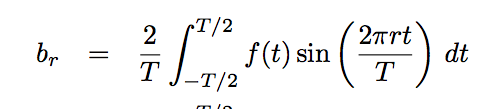 b_r = \frac{2}{T} \int_{-T/2}^{T/2} f(t) \sin \left( \frac{2\pi rt}{T} \right) dt